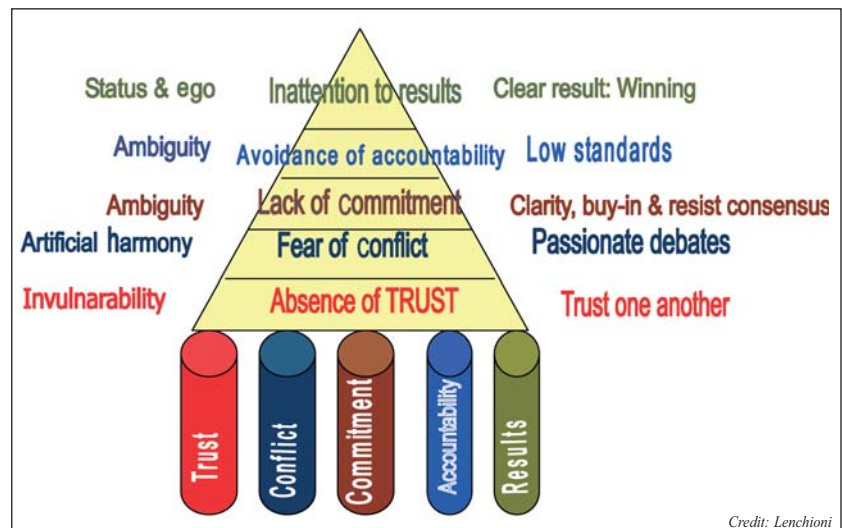 Status & ego Inattention to results Clear result: Winning
Ambiguity Avoidance of accountability Low standards
Ambiguity Lack of commitment Clarity, buy-in & resist consensus
Artificial harmony Fear of conflict Passionate debates
Invulnarability Absence of TRUST Trust one another
Trust
Conflict
Commitment
Accountability
Results
Credit: Lenchioni